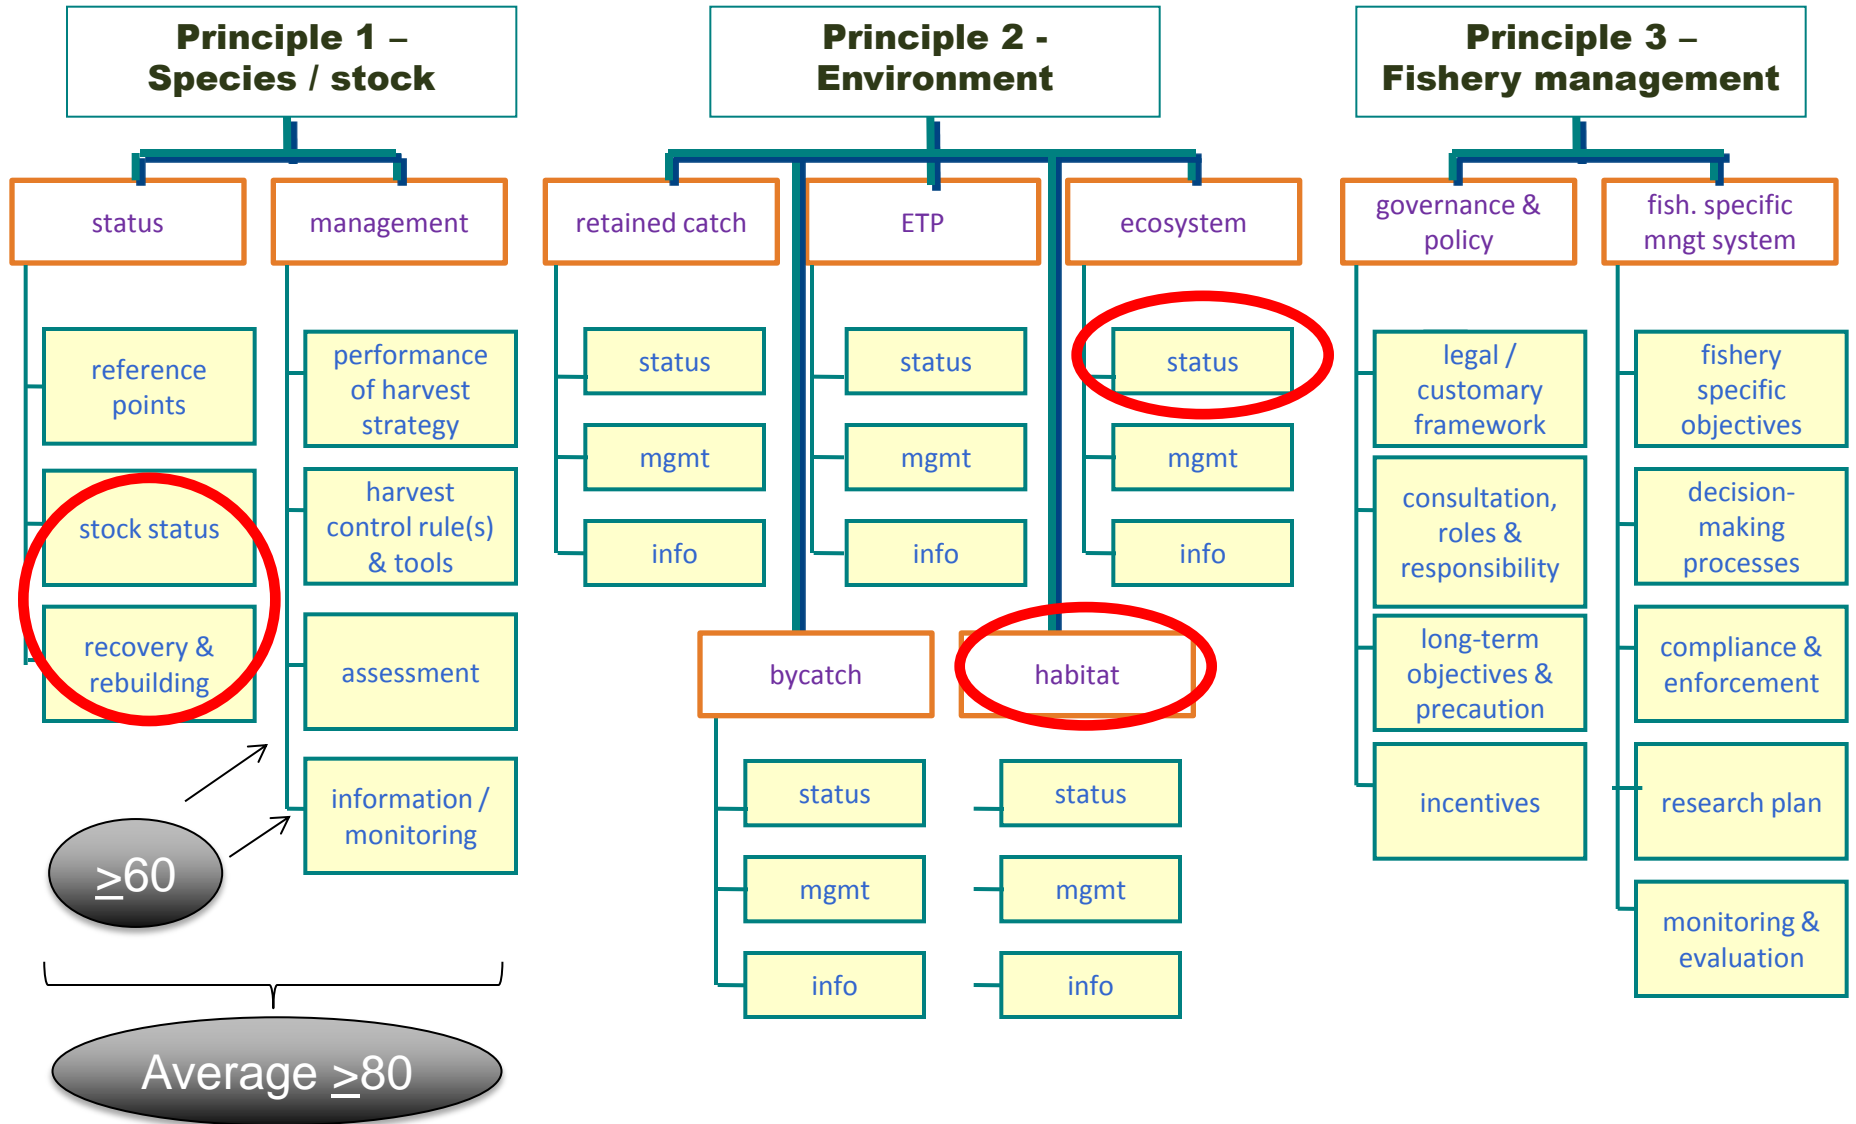 Principle 1 –
Species / stock
Principle 2 -
Environment
Principle 3 –
Fishery management
status
management
retained catch
ETP
ecosystem
governance &
policy
fish. specific
mngt system
reference
points
stock status
recovery &
rebuilding
performance
of harvest
strategy
harvest
control rule(s)
& tools
assessment
information /
monitoring
status
mgmt
info
status
mgmt
info
status
mgmt
info
bycatch
habitat
status
mgmt
info
status
mgmt
info
legal /
customary
framework
consultation,
roles &
responsibility
long-term
objectives &
precaution
incentives
fishery
specific
objectives
decision-
making
processes
compliance &
enforcement
research plan
monitoring &
evaluation
≥60
Average ≥80